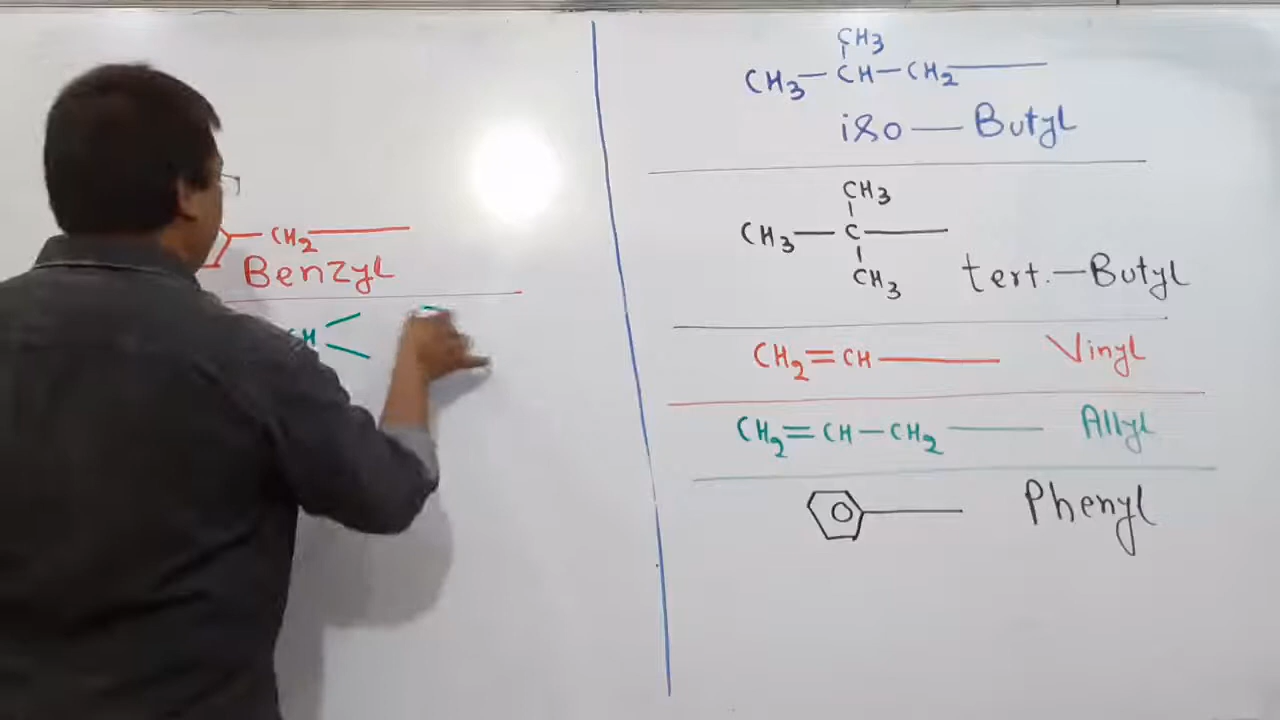 —CH₂——
Benzyl
CH
CH₃
CH₃—CH—CH₂——
iso—Butyl
CH₃
CH₃—C——
CH₃
tert.—Butyl
CH₂=CH—— Vinyl
CH₂=CH—CH₂—— Allyl
Phenyl